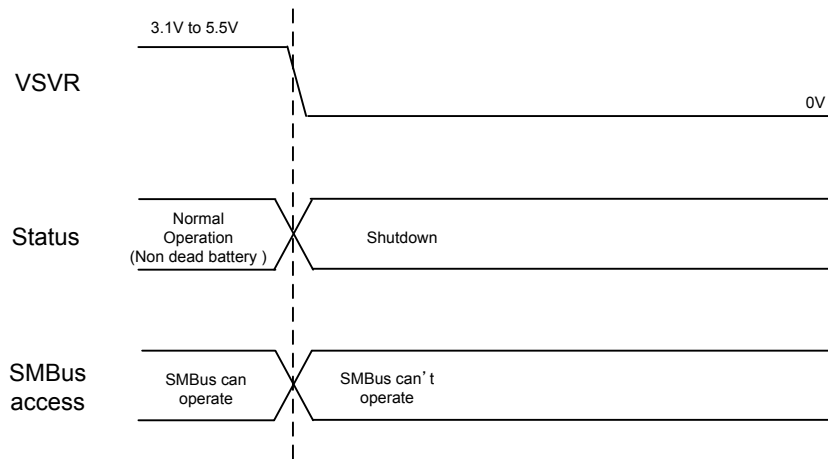 3.1V to 5.5V
VSVR
0V
Status
Normal
Operation
(Non dead battery )
Shutdown
SMBus
access
SMBus can
operate
SMBus can’t
operate